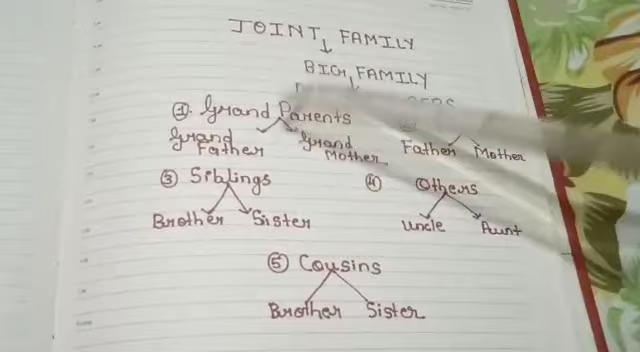 JOINT FAMILY
BIG FAMILY
① Grand Parents
Grand Father Grand Mother
Father Mother
③ Siblings ④ Others
Brother Sister Uncle Aunt
⑤ Cousins
Brother Sister